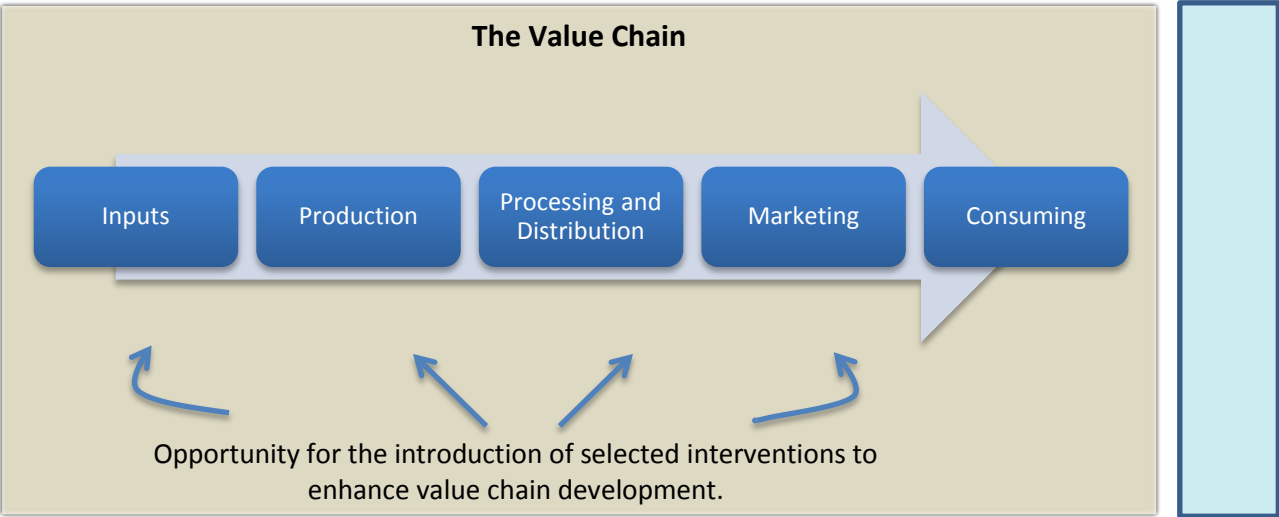 The Value Chain
Inputs
Production
Processing and
Distribution
Marketing
Consuming
Opportunity for the introduction of selected interventions to
enhance value chain development.